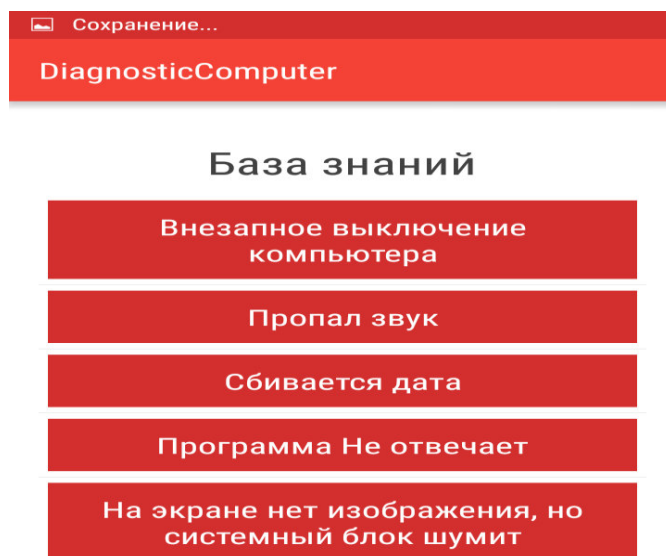 Сохранение...
DiagnosticComputer
База знаний
Внезапное выключение
компьютера
Пропал звук
Сбивается дата
Программа Не отвечает
На экране нет изображения, но
системный блок шумит